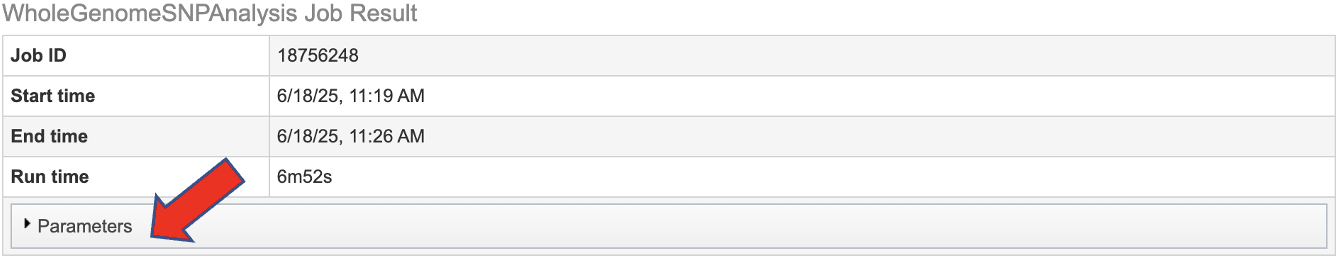 WholeGenomeSNPAnalysis Job Result
Job ID 18756248
Start time 6/18/25, 11:19 AM
End time 6/18/25, 11:26 AM
Run time 6m52s
Parameters